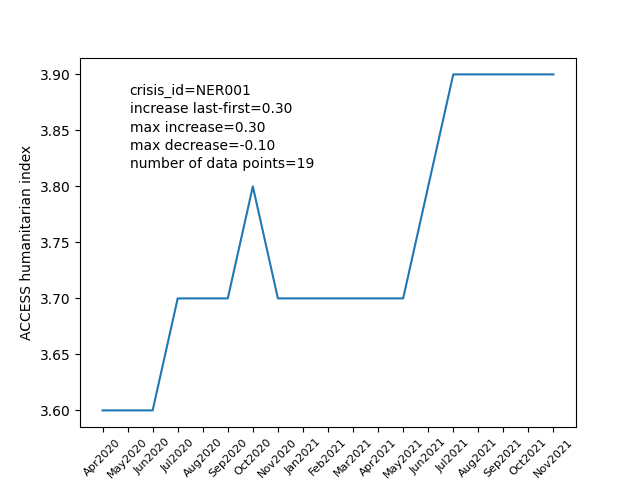 crisis_id=NER001
increase last-first=0.30
max increase=0.30
max decrease=-0.10
number of data points=19
ACCESS humanitarian index
3.90
3.85
3.80
3.75
3.70
3.65
3.60
Apr2020 May2020 Jun2020 Jul2020 Aug2020 Sep2020 Oct2020 Nov2020 Jan2021 Feb2021 Mar2021 Apr2021 May2021 Jun2021 Jul2021 Aug2021 Sep2021 Oct2021 Nov2021